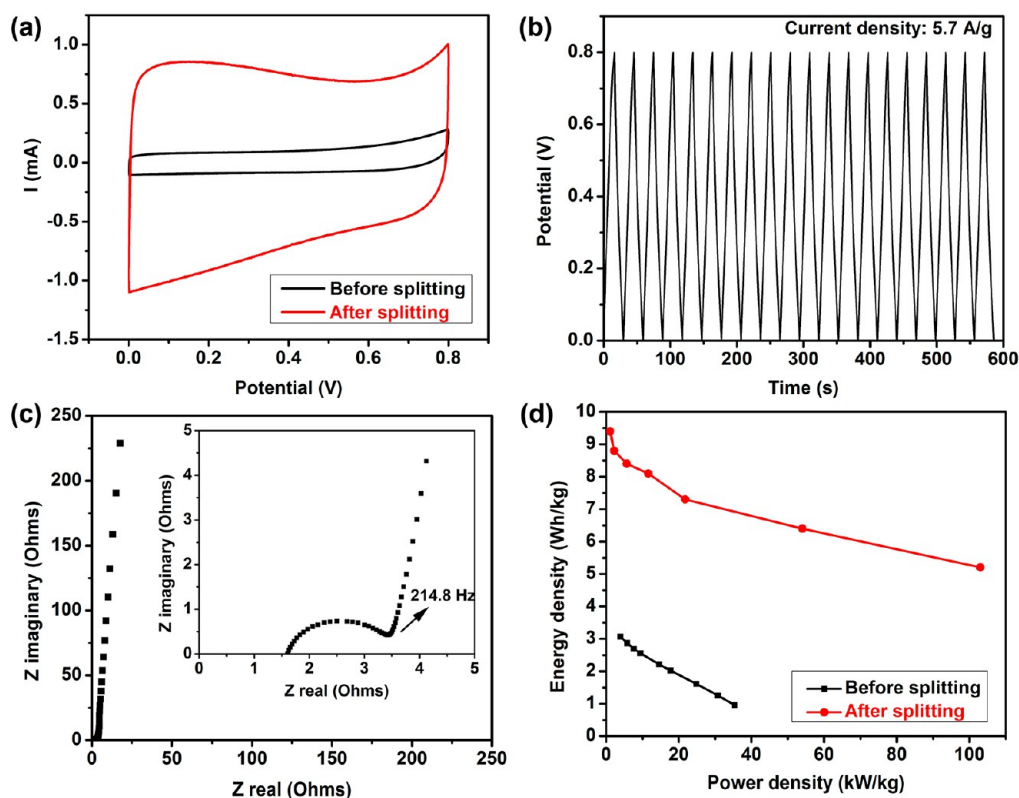 (a)
1.0
0.5
0.0
-0.5
-1.0
-1.5
I (mA)
Before splitting
After splitting
0.0 0.2 0.4 0.6 0.8
Potential (V)
(b)
Current density: 5.7 A/g
0.8
0.6
0.4
0.2
0.0
Potential (V)
0 100 200 300 400 500 600
Time (s)
(c)
250
200
150
100
50
0
Z imaginary (Ohms)
5
4
3
2
1
0
Z imaginary (Ohms)
214.8 Hz
0 1 2 3 4 5
Z real (Ohms)
0 50 100 150 200 250
Z real (Ohms)
(d)
10
9
8
7
6
5
4
3
2
1
0
Energy density (Wh/kg)
Before splitting
After splitting
0 20 40 60 80 100
Power density (kW/kg)